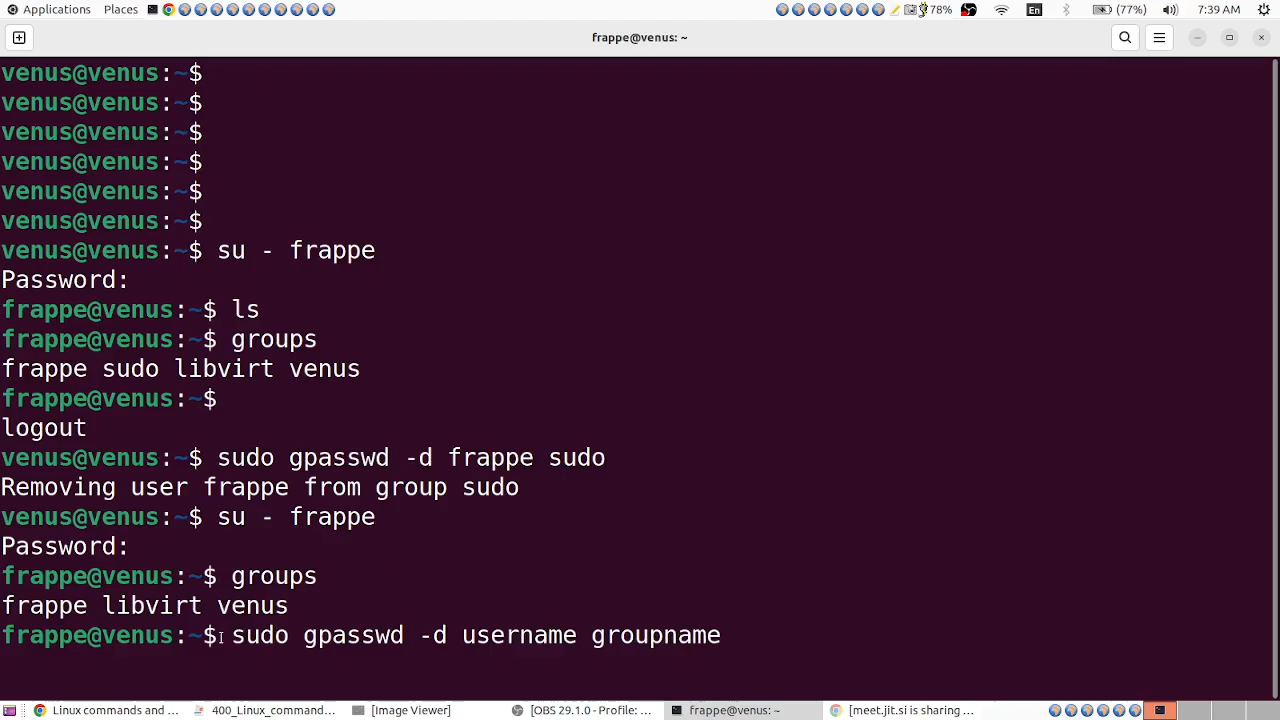 Applications Places 78% En (77%) 7:39 AM
frappe@venus: ~
venus@venus:~$
venus@venus:~$
venus@venus:~$
venus@venus:~$
venus@venus:~$
venus@venus:~$
venus@venus:~$ su - frappe
Password:
frappe@venus:~$ ls
frappe@venus:~$ groups
frappe sudo libvirt venus
frappe@venus:~$
logout
venus@venus:~$ sudo gpasswd -d frappe sudo
Removing user frappe from group sudo
venus@venus:~$ su - frappe
Password:
frappe@venus:~$ groups
frappe libvirt venus
frappe@venus:~$ sudo gpasswd -d username groupname
Linux commands and ... 400_Linux_command... [Image Viewer] [OBS 29.1.0 - Profile: ... frappe@venus: ~ [meet.jit.si is sharing ...